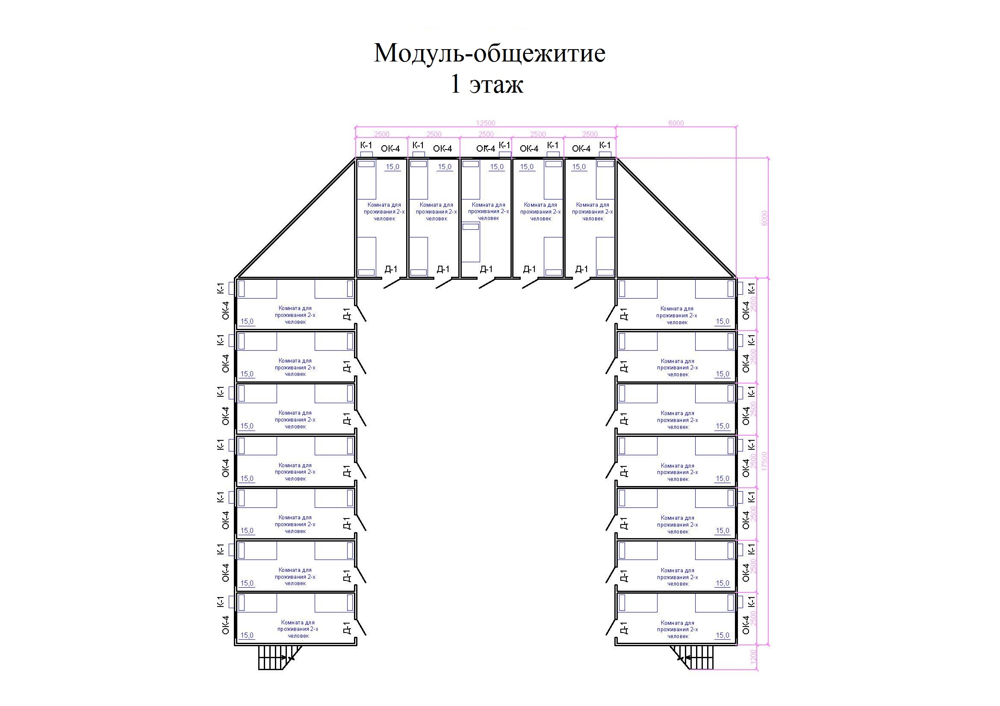 Модуль-общежитие
1 этаж
12500
6000
2500
2500
2500
2500
2500
К-1
ОК-4
К-1
ОК-4
ОК-4
К-1
ОК-4
К-1
ОК-4
К-1
15,0
15,0
15,0
15,0
15,0
Комната для
проживания 2-х
человек
Комната для
проживания 2-х
человек
Комната для
проживания 2-х
человек
Комната для
проживания 2-х
человек
Комната для
проживания 2-х
человек
6000
Д-1
Д-1
Д-1
Д-1
Д-1
К-1
ОК-4
Комната для
проживания 2-х
человек
15,0
Д-1
Д-1
Комната для
проживания 2-х
человек
15,0
К-1
ОК-4
2500
К-1
ОК-4
Комната для
проживания 2-х
человек
15,0
Д-1
Д-1
Комната для
проживания 2-х
человек
15,0
К-1
ОК-4
2500
К-1
ОК-4
Комната для
проживания 2-х
человек
15,0
Д-1
Д-1
Комната для
проживания 2-х
человек
15,0
К-1
ОК-4
2500
К-1
ОК-4
Комната для
проживания 2-х
человек
15,0
Д-1
Д-1
Комната для
проживания 2-х
человек
15,0
К-1
ОК-4
2500
17500
К-1
ОК-4
Комната для
проживания 2-х
человек
15,0
Д-1
Д-1
Комната для
проживания 2-х
человек
15,0
К-1
ОК-4
2500
К-1
ОК-4
Комната для
проживания 2-х
человек
15,0
Д-1
Д-1
Комната для
проживания 2-х
человек
15,0
К-1
ОК-4
2500
К-1
ОК-4
Комната для
проживания 2-х
человек
15,0
Д-1
Д-1
Комната для
проживания 2-х
человек
15,0
К-1
ОК-4
2500
1200